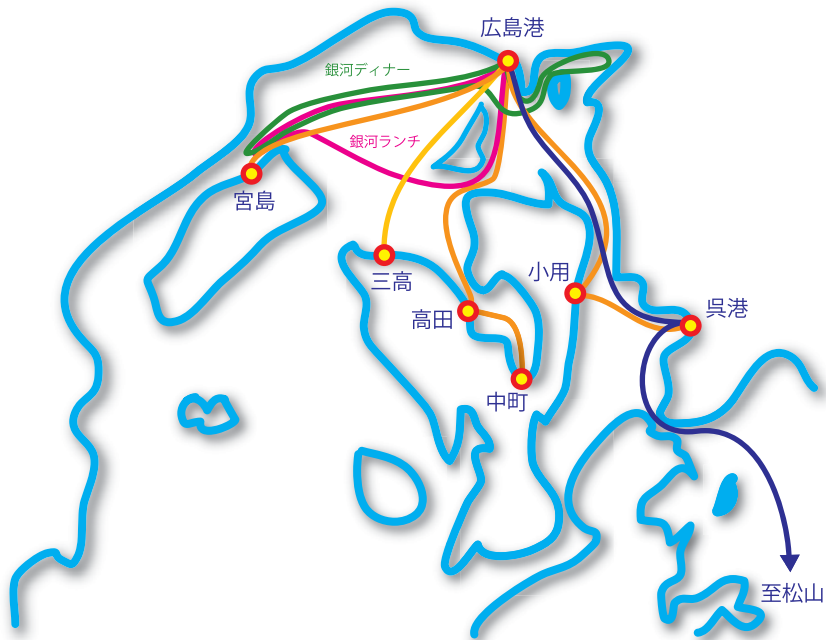 広島港
銀河ディナー
銀河ランチ
宮島
三高
小用
高田
呉港
中町
至松山